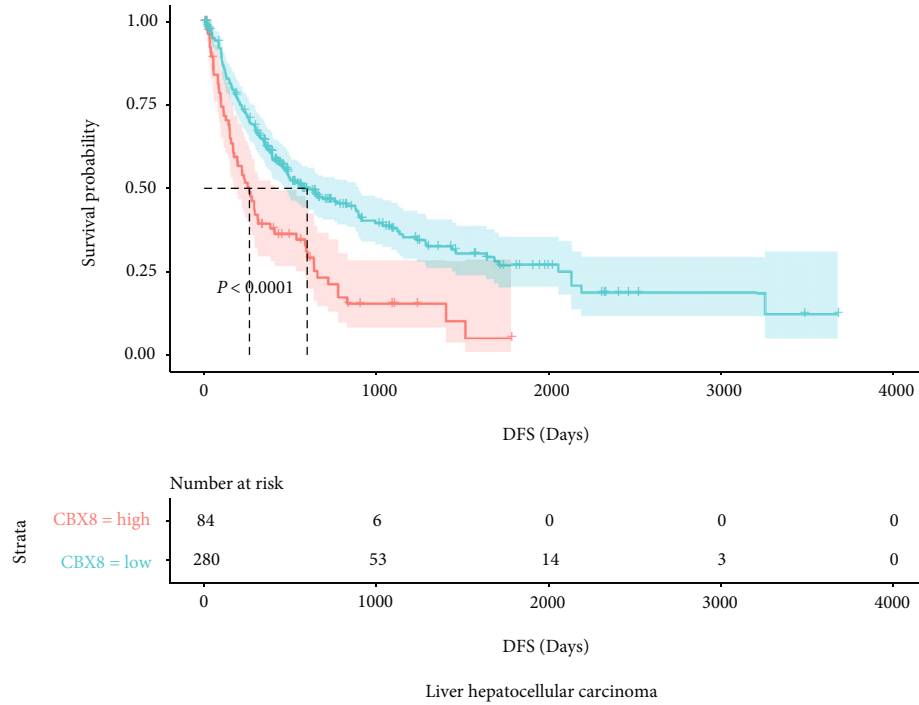 1.00
0.75
0.50
0.25
0.00
Survival probability
P < 0.0001
0 1000 2000 3000 4000
DFS (Days)
Number at risk
Strata
CBX8 = high 84 6 0 0 0
CBX8 = low 280 53 14 3 0
0 1000 2000 3000 4000
DFS (Days)
Liver hepatocellular carcinoma